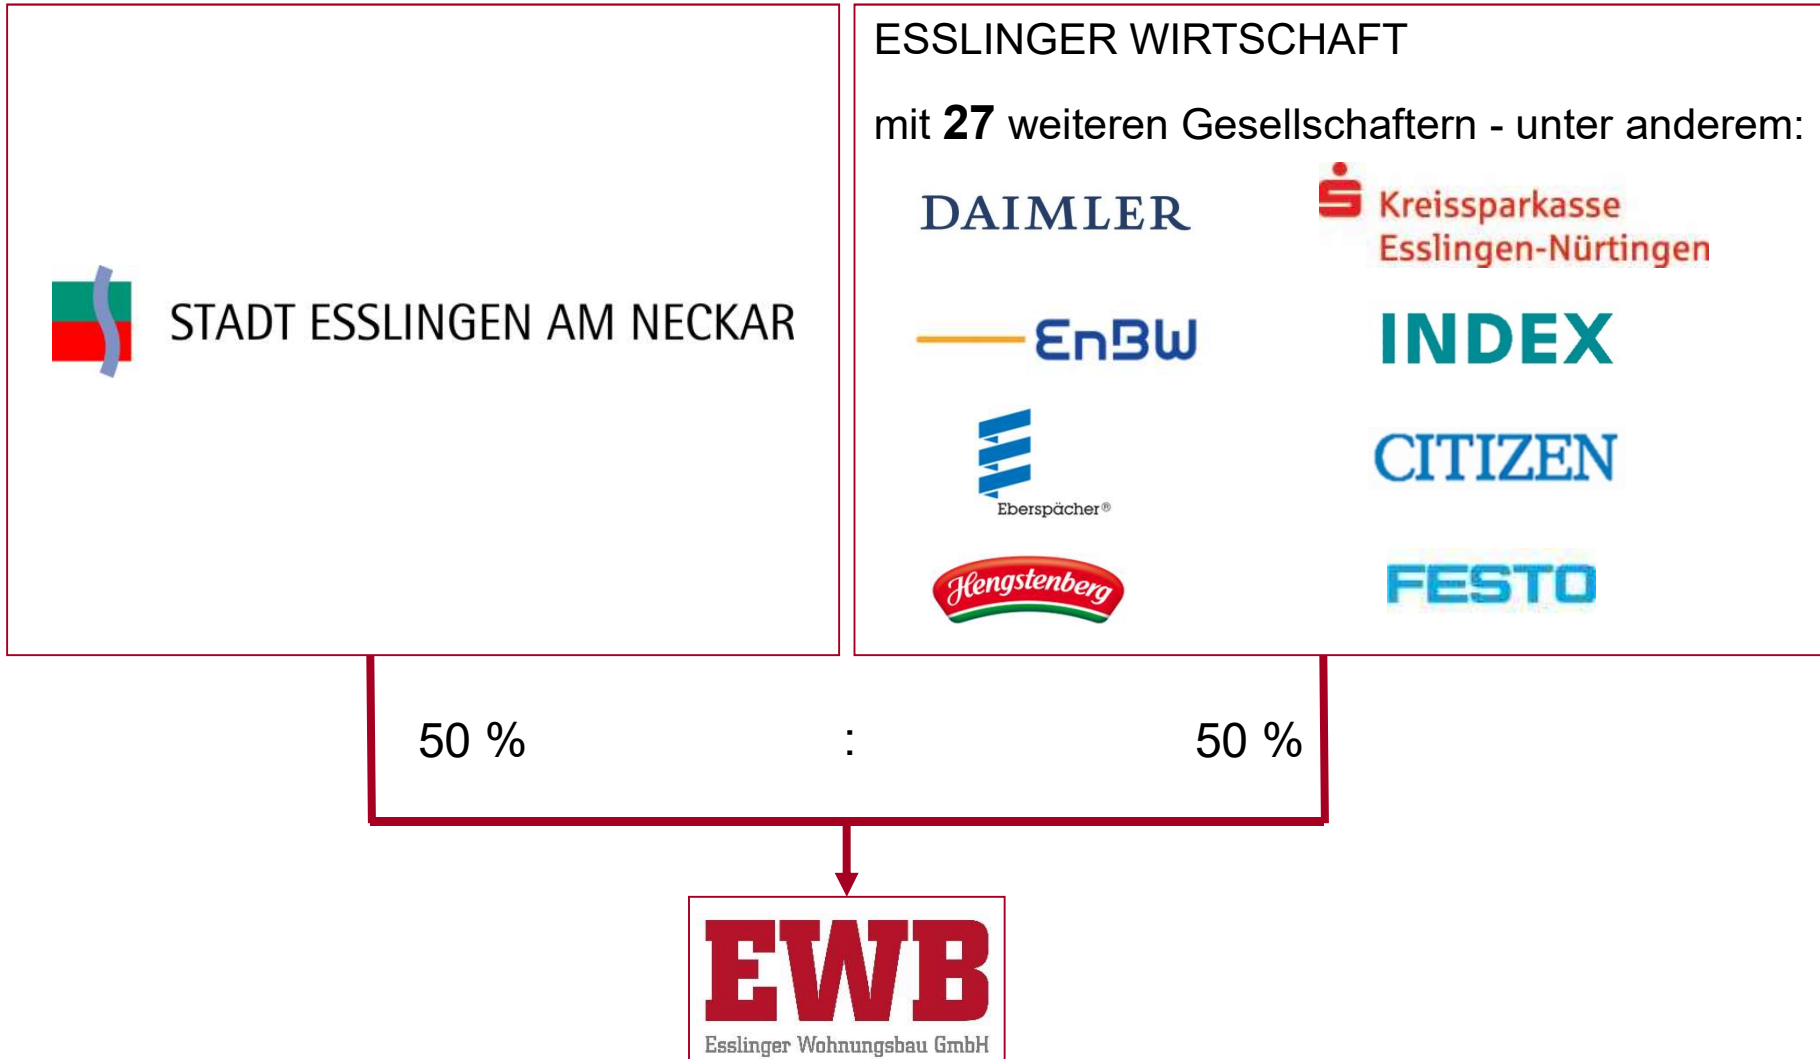 STADT ESSLINGEN AM NECKAR
ESSLINGER WIRTSCHAFT
mit 27 weiteren Gesellschaftern - unter anderem:
DAIMLER
Kreissparkasse
Esslingen-Nürtingen
EnBW
INDEX
Eberspächer®
CITIZEN
Hengstenberg
FESTO
50 % : 50 %
EWB
Esslinger Wohnungsbau GmbH